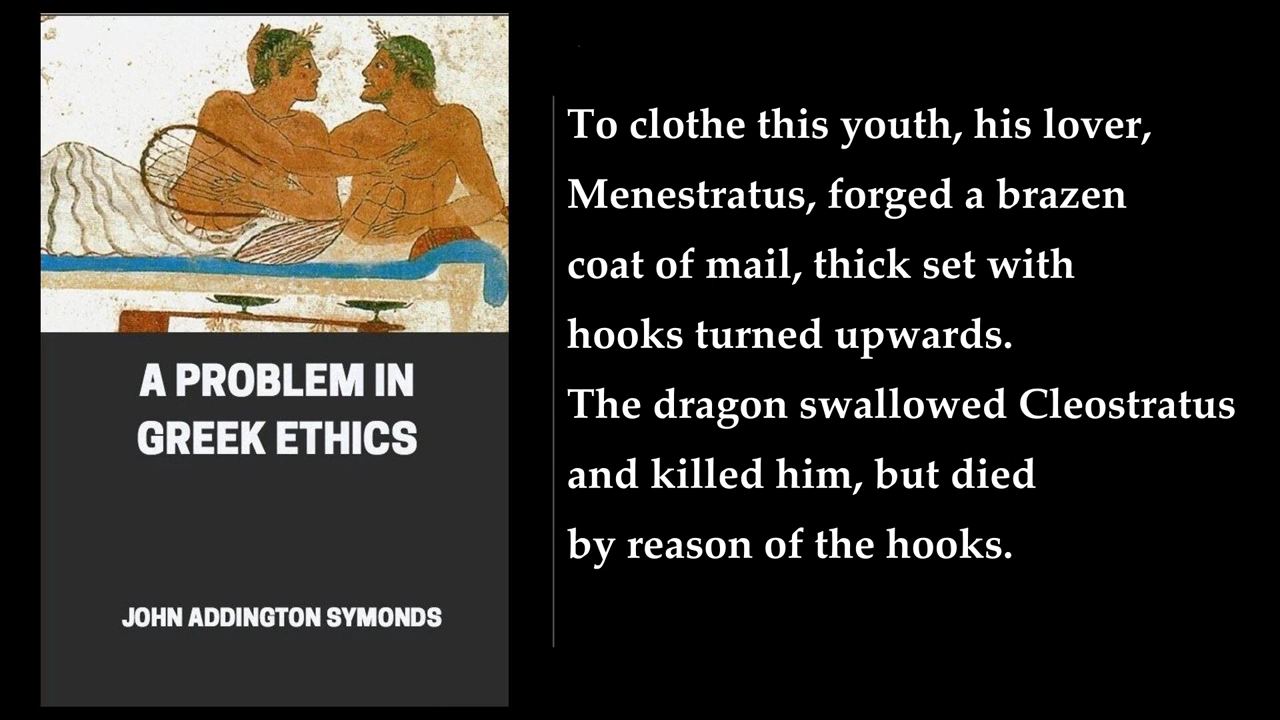 A PROBLEM IN
GREEK ETHICS
JOHN ADDINGTON SYMONDS
To clothe this youth, his lover,
Menestratus, forged a brazen
coat of mail, thick set with
hooks turned upwards.
The dragon swallowed Cleostratus
and killed him, but died
by reason of the hooks.